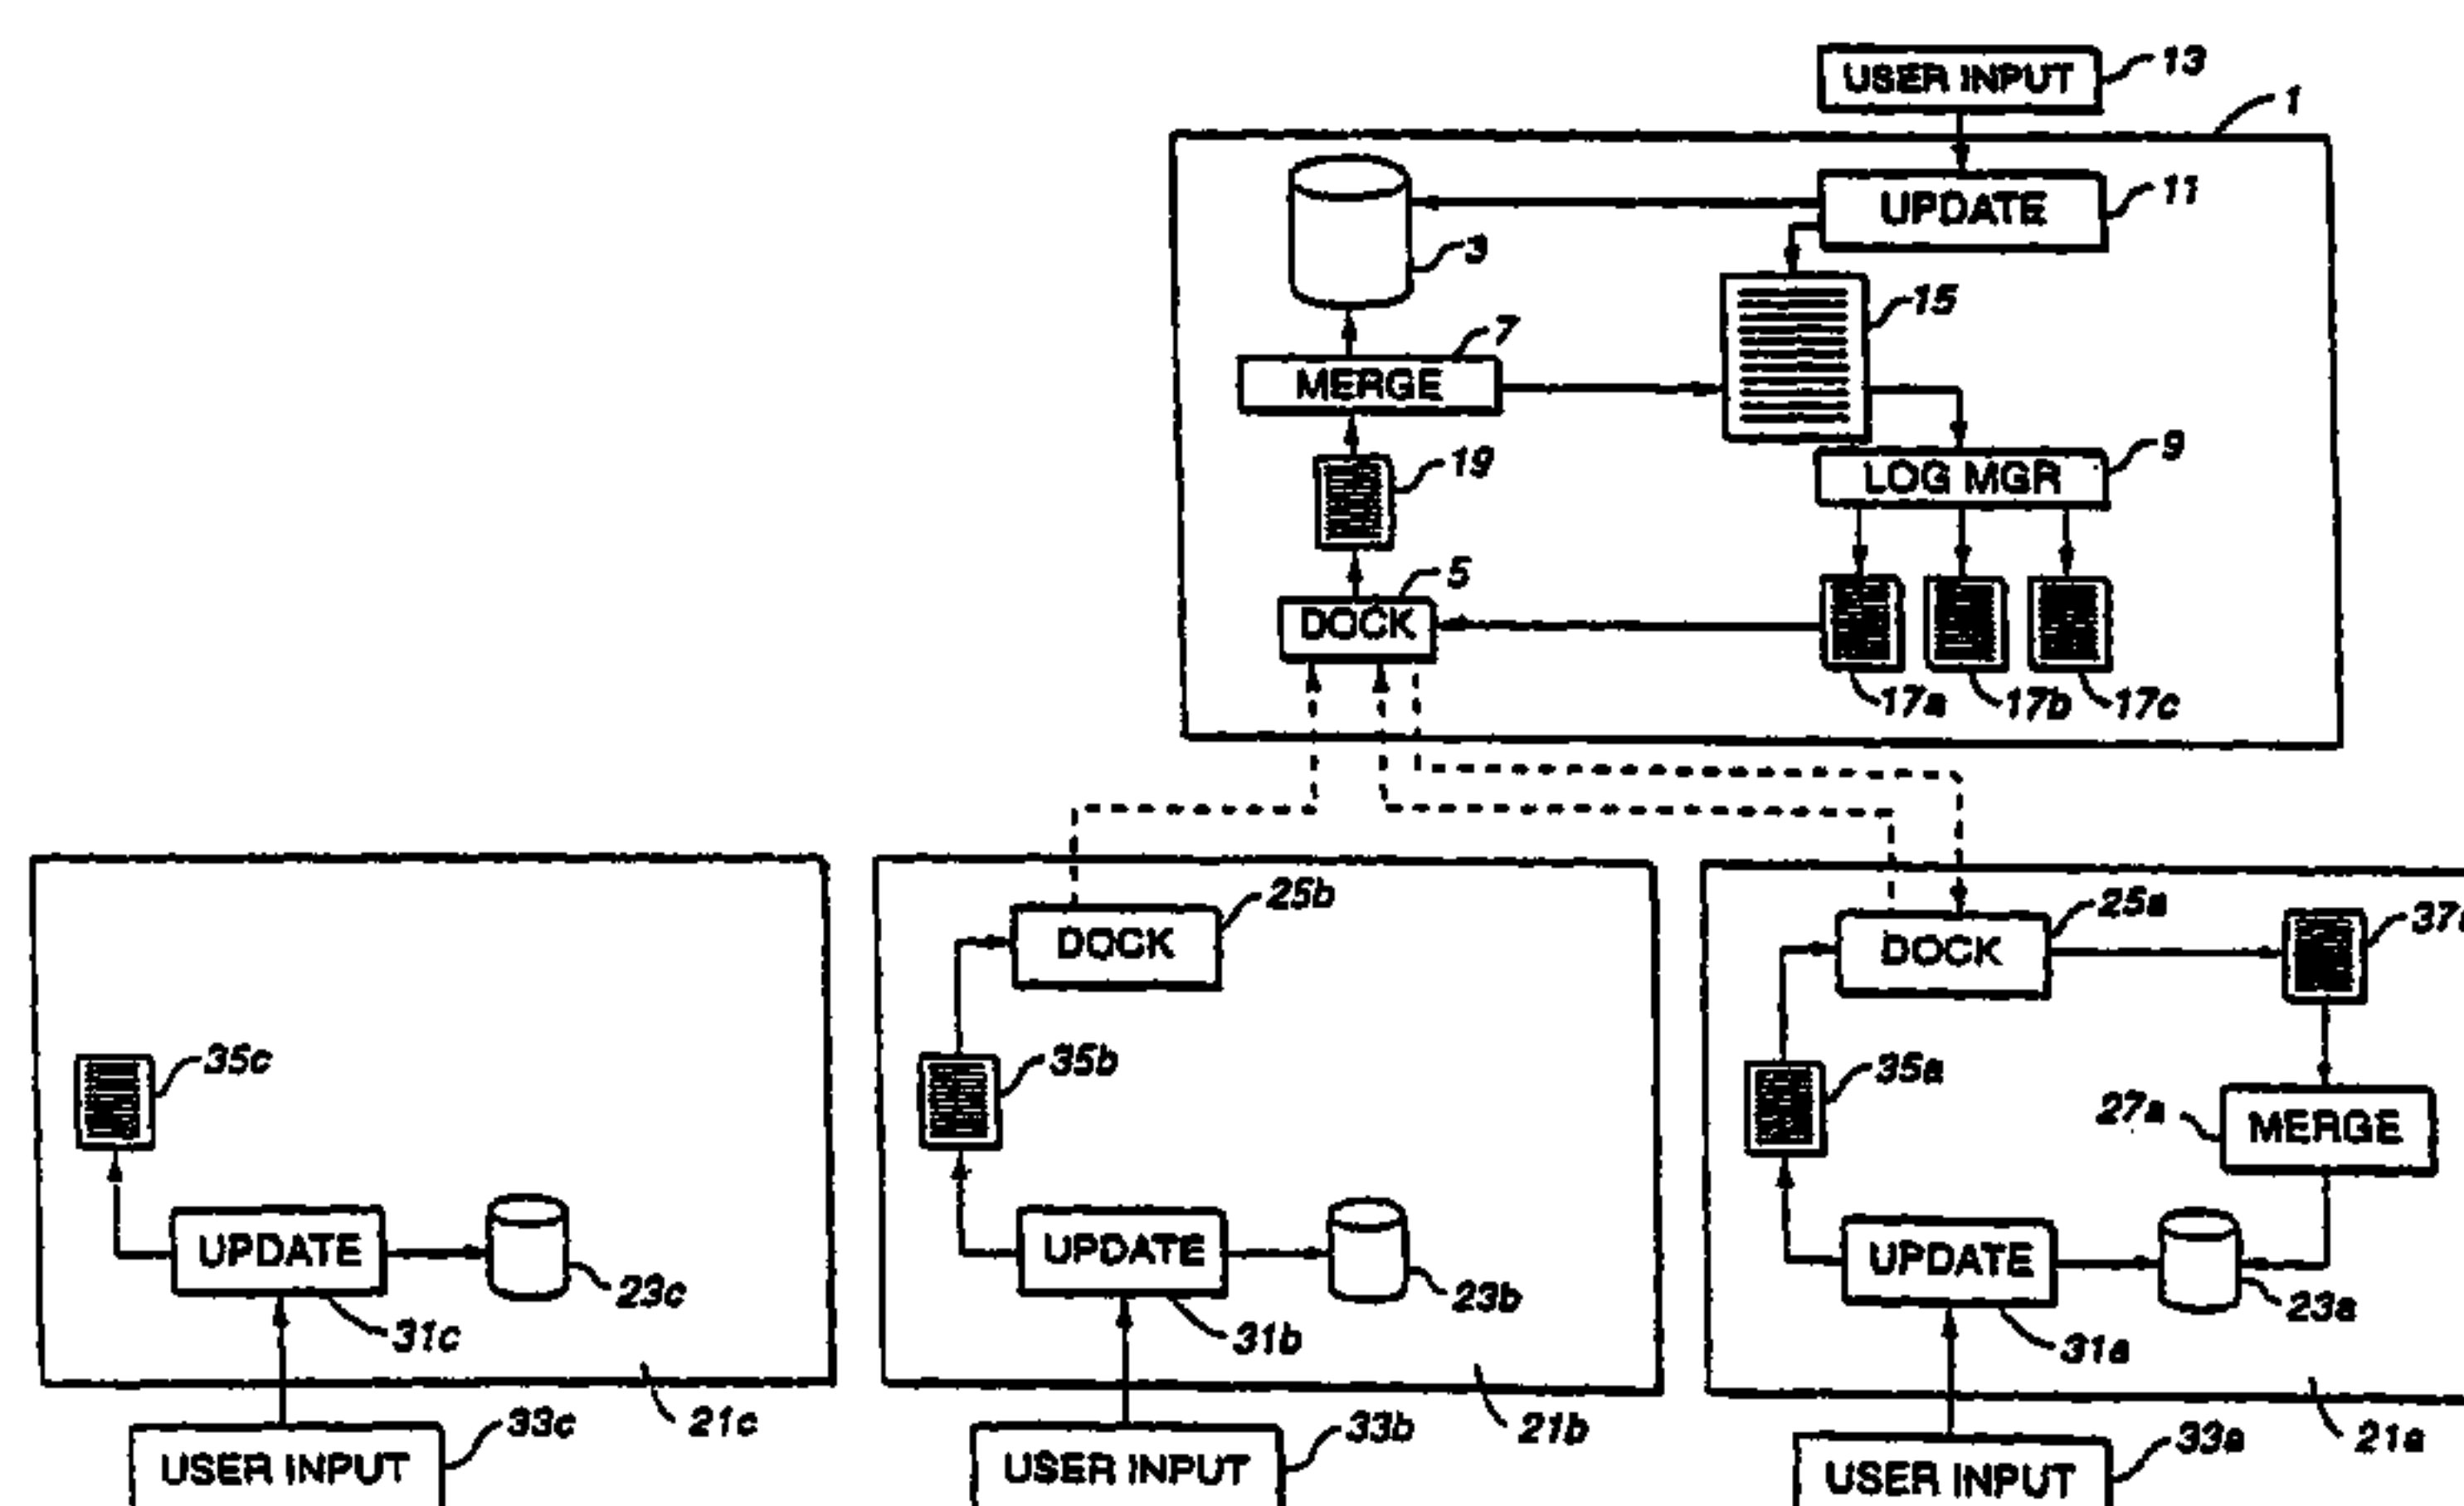 USER INPUT 13
1
UPDATE 11
3
15
7
MERGE
19
9
LOG MGR
5
DOCK
17a 17b 17c
25b
DOCK
25a
DOCK
35c
35b
35a
27a
MERGE
UPDATE
23c
31c
UPDATE
23b
31b
UPDATE
23a
31a
33c
21c
33b
21b
33a
21a
USER INPUT
USER INPUT
USER INPUT